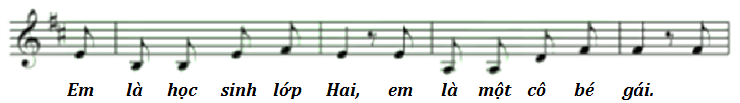 Em là học sinh lớp Hai, em là một cô bé gái.